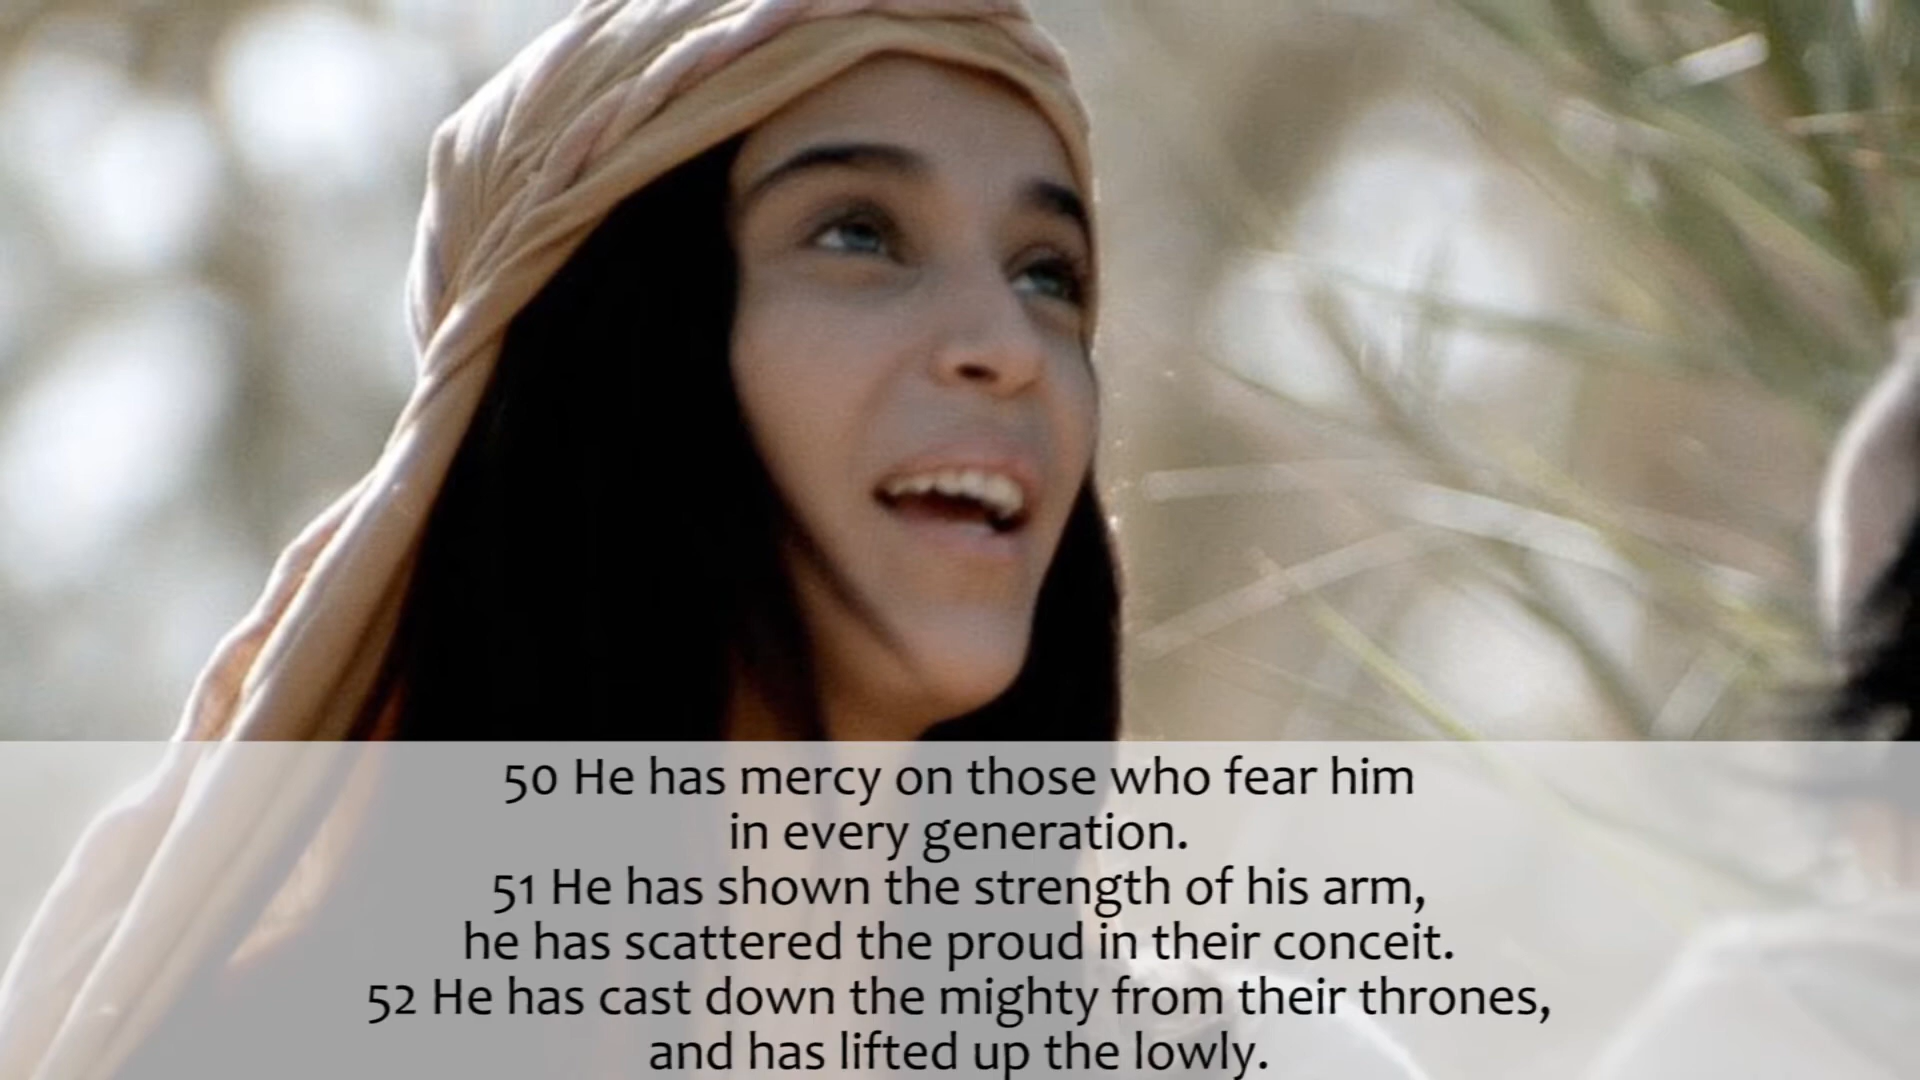 50 He has mercy on those who fear him
in every generation.
51 He has shown the strength of his arm,
he has scattered the proud in their conceit.
52 He has cast down the mighty from their thrones,
and has lifted up the lowly.